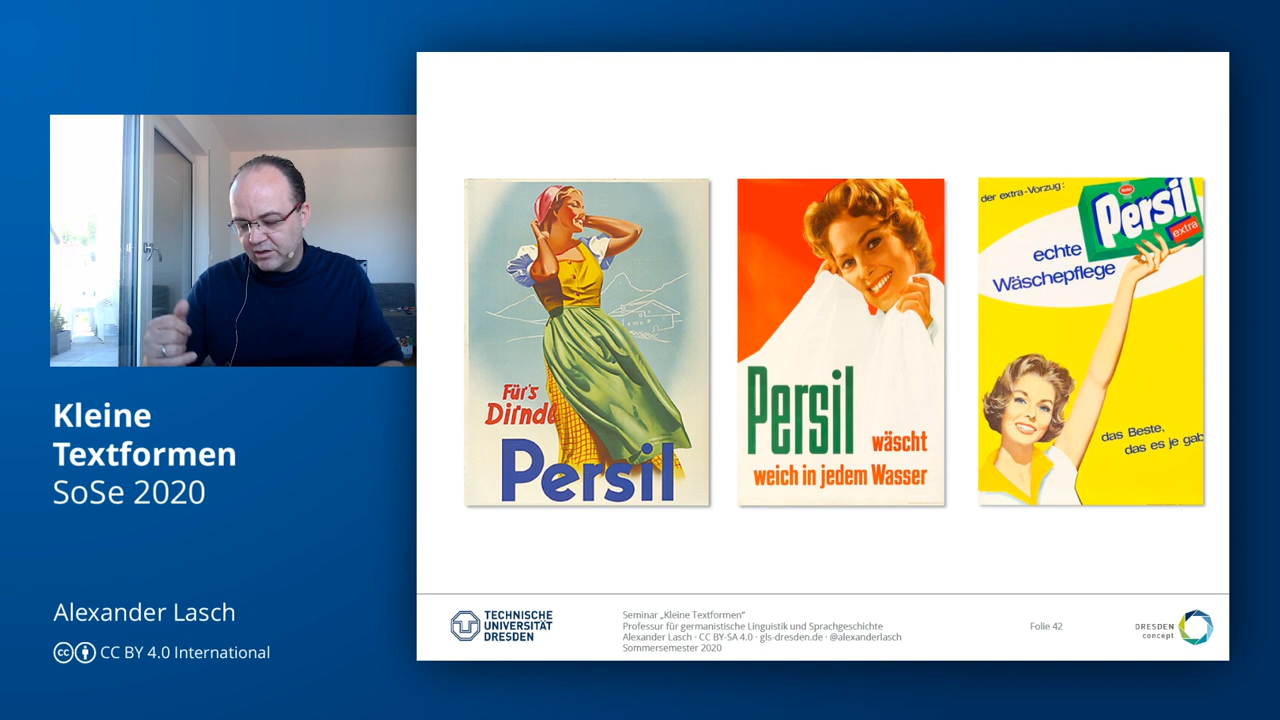 Kleine
Textformen
SoSe 2020
Alexander Lasch
CC BY 4.0 International
Für's
Dirndl
Persil
Persil
wäscht
weich in jedem Wasser
der extra-Vorzug:
Persil
extra
echte
Wäschepflege
das Beste,
das es je gab
TECHNISCHE
UNIVERSITÄT
DRESDEN
Seminar „Kleine Textformen“
Professur für germanistische Linguistik und Sprachgeschichte
Alexander Lasch · CC BY-SA 4.0 · gls-dresden.de · @alexanderlasch
Sommersemester 2020
Folie 42
DRESDEN
concept